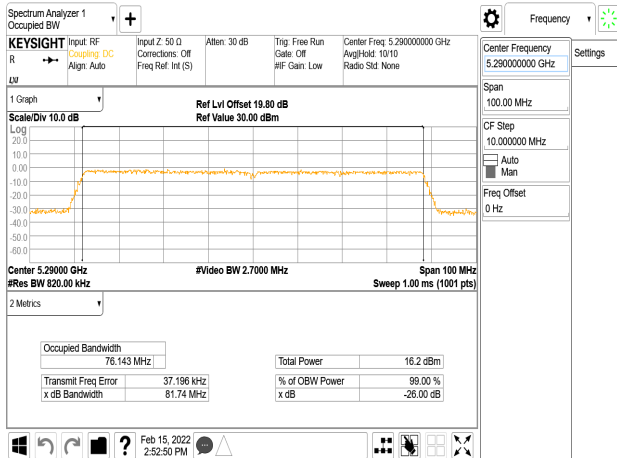 Spectrum Analyzer 1
Occupied BW
Frequency
KEYSIGHT Input: RF Input Z: 50 Ω Atten: 30 dB Trig: Free Run Center Freq: 5.290000000 GHz
R Coupling: DC Corrections: Off Gate: Off Avg|Hold: 10/10
Align: Auto Freq Ref: Int (S) #IF Gain: Low Radio Std: None
LXI
Center Frequency
5.290000000 GHz
Settings
Span
100.00 MHz
CF Step
10.000000 MHz
Auto
Man
Freq Offset
0 Hz
1 Graph
Ref Lvl Offset 19.80 dB
Scale/Div 10.0 dB Ref Value 30.00 dBm
Log
20.0
10.0
0.00
-10.0
-20.0
-30.0
-40.0
-50.0
-60.0
Center 5.29000 GHz #Video BW 2.7000 MHz Span 100 MHz
#Res BW 820.00 kHz Sweep 1.00 ms (1001 pts)
2 Metrics
Occupied Bandwidth
76.143 MHz Total Power 16.2 dBm
Transmit Freq Error 37.196 kHz % of OBW Power 99.00 %
x dB Bandwidth 81.74 MHz x dB -26.00 dB
? Feb 15, 2022
2:52:50 PM